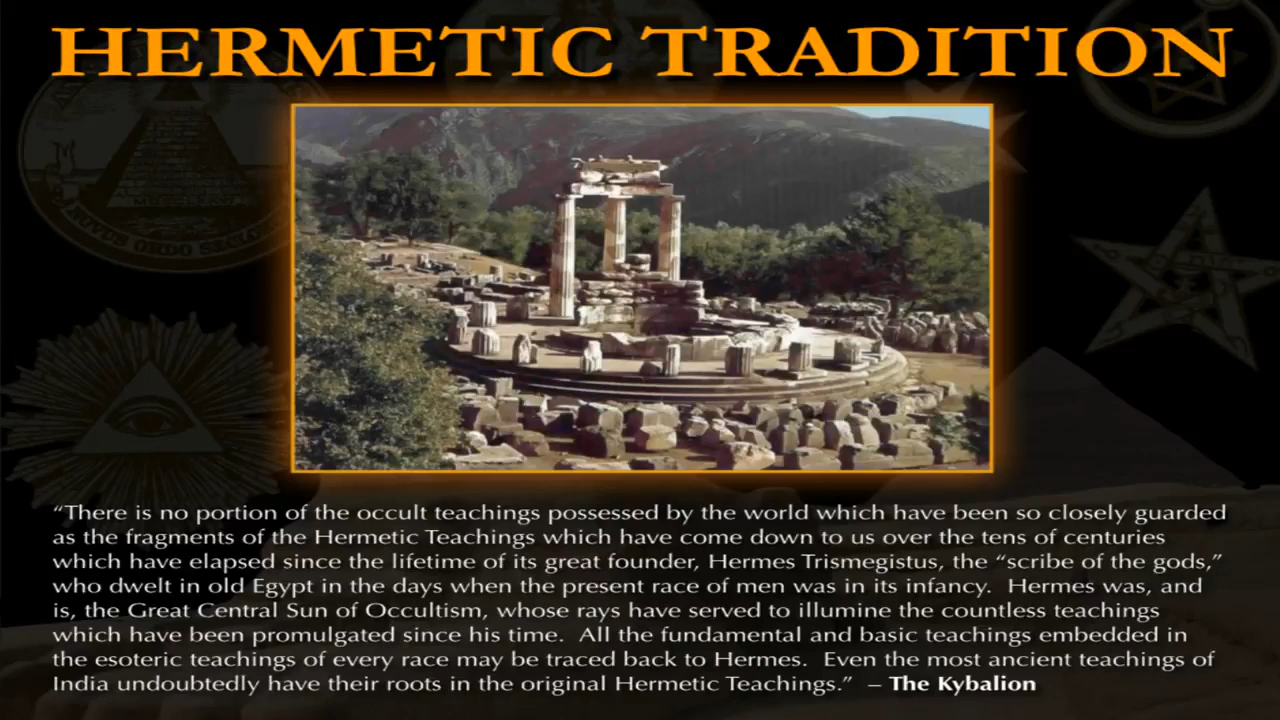 HERMETIC TRADITION
MDCCLXXVI
NOVUS ORDO SECLO
“There is no portion of the occult teachings possessed by the world which have been so closely guarded
as the fragments of the Hermetic Teachings which have come down to us over the tens of centuries
which have elapsed since the lifetime of its great founder, Hermes Trismegistus, the “scribe of the gods,”
who dwelt in old Egypt in the days when the present race of men was in its infancy.  Hermes was, and
is, the Great Central Sun of Occultism, whose rays have served to illumine the countless teachings
which have been promulgated since his time.  All the fundamental and basic teachings embedded in
the esoteric teachings of every race may be traced back to Hermes.  Even the most ancient teachings of
India undoubtedly have their roots in the original Hermetic Teachings.”  – The Kybalion